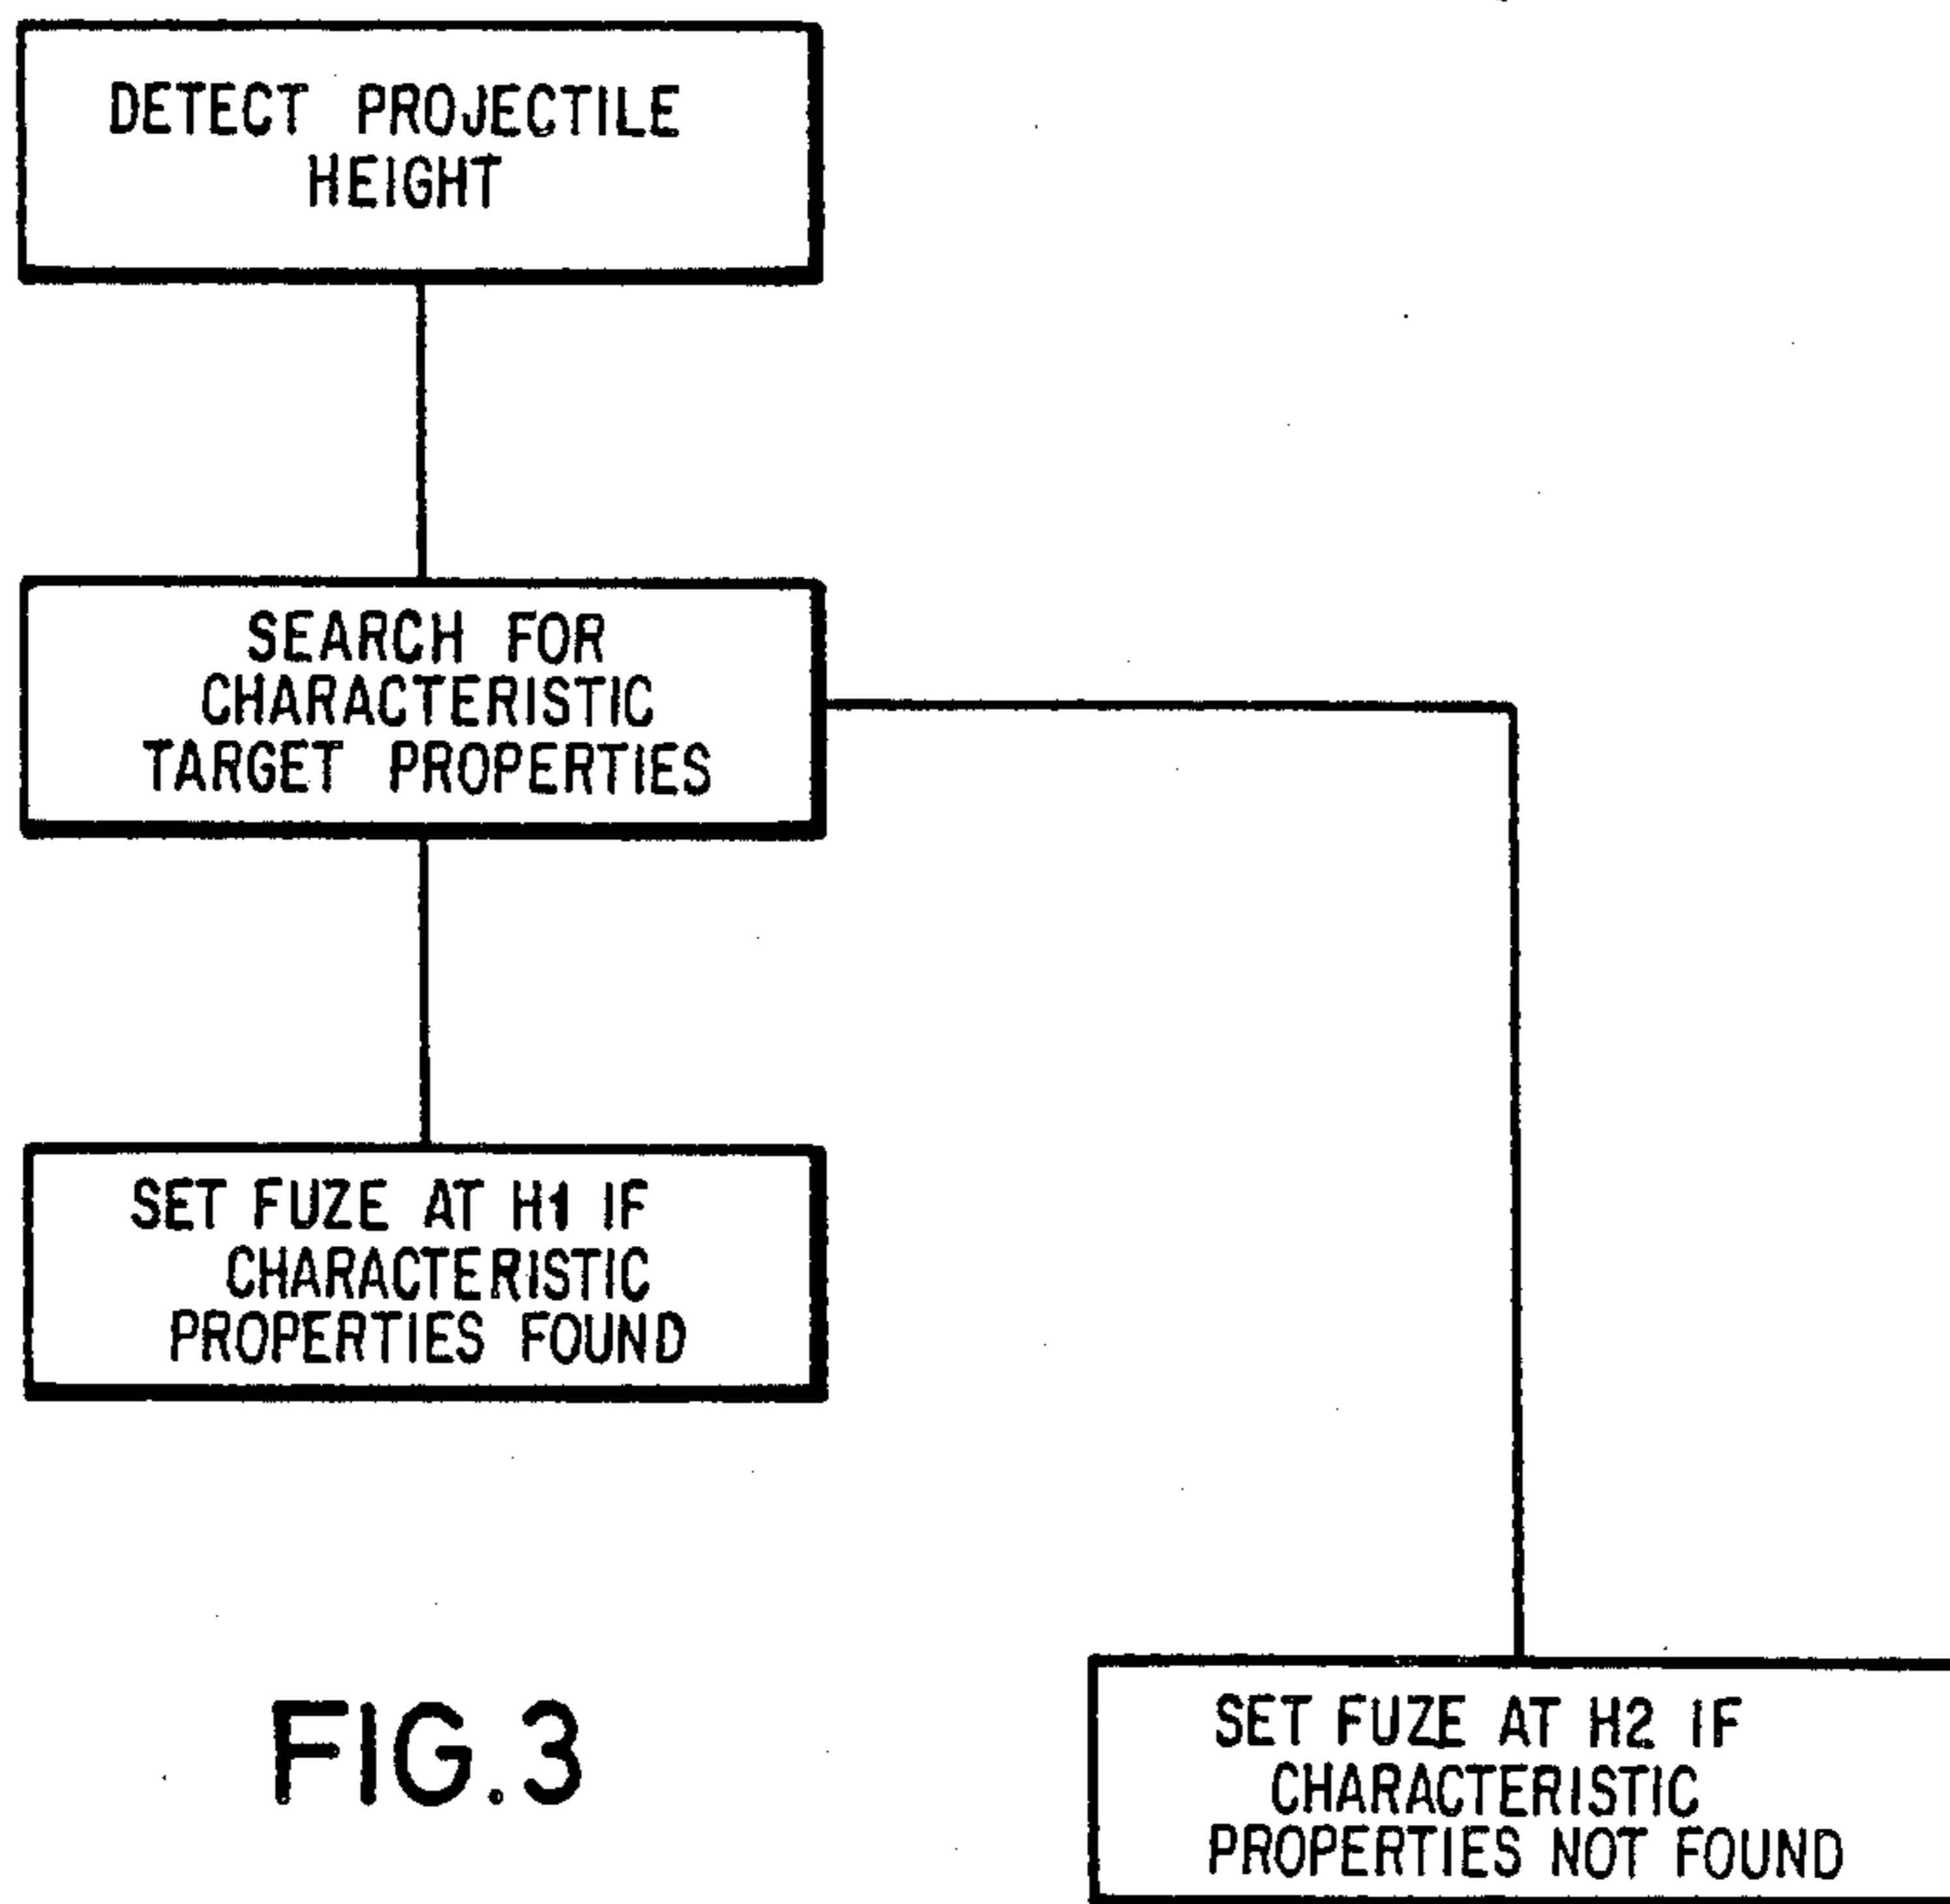 DETECT PROJECTILE
HEIGHT
SEARCH FOR
CHARACTERISTIC
TARGET PROPERTIES
SET FUZE AT H1 IF
CHARACTERISTIC
PROPERTIES FOUND
SET FUZE AT H2 IF
CHARACTERISTIC
PROPERTIES NOT FOUND
FIG.3